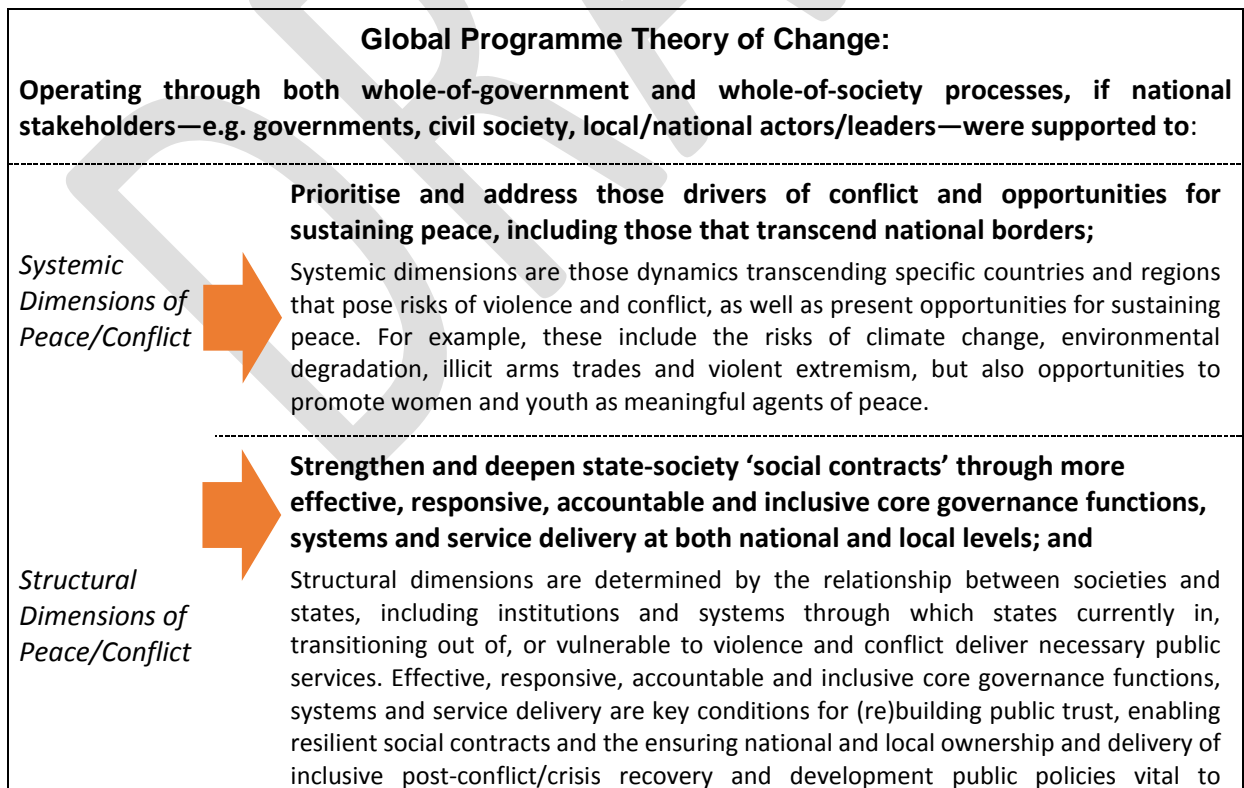 Global Programme Theory of Change:
Operating through both whole-of-government and whole-of-society processes, if national
stakeholders—e.g. governments, civil society, local/national actors/leaders—were supported to:
Systemic
Dimensions of
Peace/Conflict
Prioritise and address those drivers of conflict and opportunities for
sustaining peace, including those that transcend national borders;
Systemic dimensions are those dynamics transcending specific countries and regions
that pose risks of violence and conflict, as well as present opportunities for sustaining
peace. For example, these include the risks of climate change, environmental
degradation, illicit arms trades and violent extremism, but also opportunities to
promote women and youth as meaningful agents of peace.
Structural
Dimensions of
Peace/Conflict
Strengthen and deepen state-society ‘social contracts’ through more
effective, responsive, accountable and inclusive core governance functions,
systems and service delivery at both national and local levels; and
Structural dimensions are determined by the relationship between societies and
states, including institutions and systems through which states currently in,
transitioning out of, or vulnerable to violence and conflict deliver necessary public
services. Effective, responsive, accountable and inclusive core governance functions,
systems and service delivery are key conditions for (re)building public trust, enabling
resilient social contracts and the ensuring national and local ownership and delivery of
inclusive post-conflict/crisis recovery and development public policies vital to